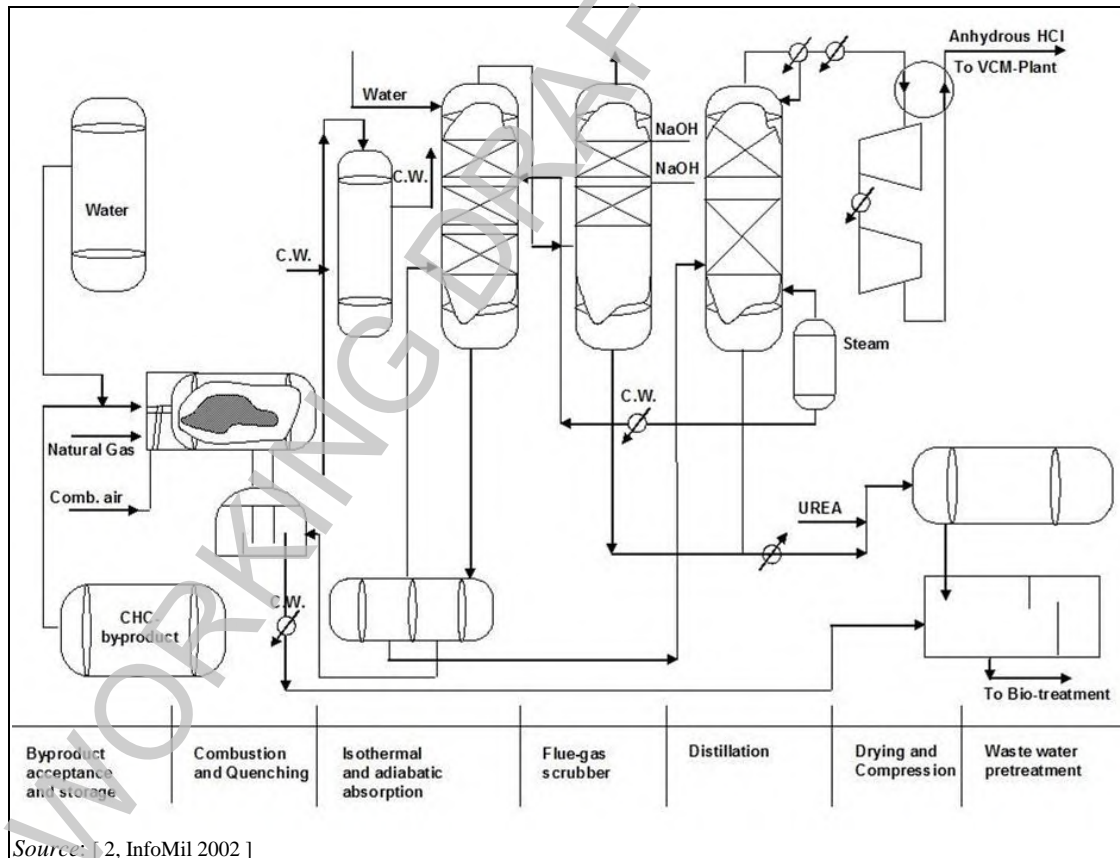 Anhydrous HCl
To VCM-Plant
Water
NaOH
NaOH
C.W.
Water
C.W.
Steam
C.W.
Natural Gas
Comb. air
UREA
C.W.
CHC-
by-product
To Bio-treatment
By-product
acceptance
and storage
Combustion
and Quenching
Isothermal
and adiabatic
absorption
Flue-gas
scrubber
Distillation
Drying and
Compression
Waste water
pretreatment
Source: [ 2, InfoMil 2002 ]
WORKING DRAF